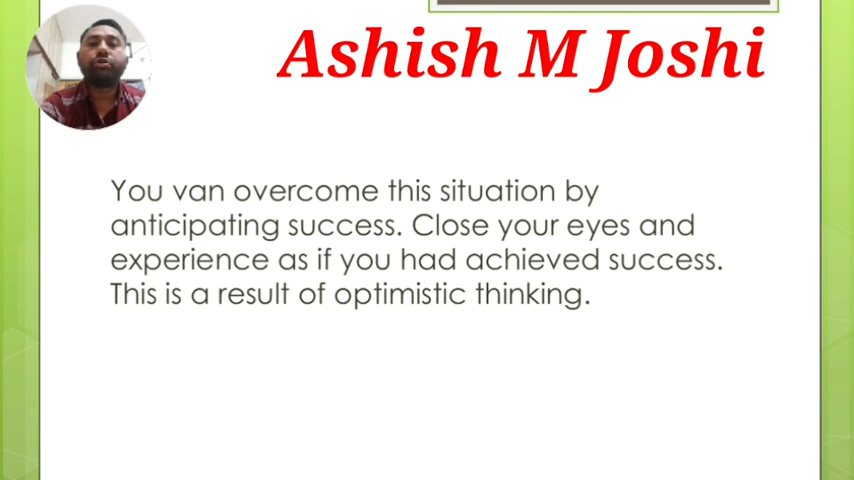 Ashish M Joshi
You van overcome this situation by
anticipating success. Close your eyes and
experience as if you had achieved success.
This is a result of optimistic thinking.